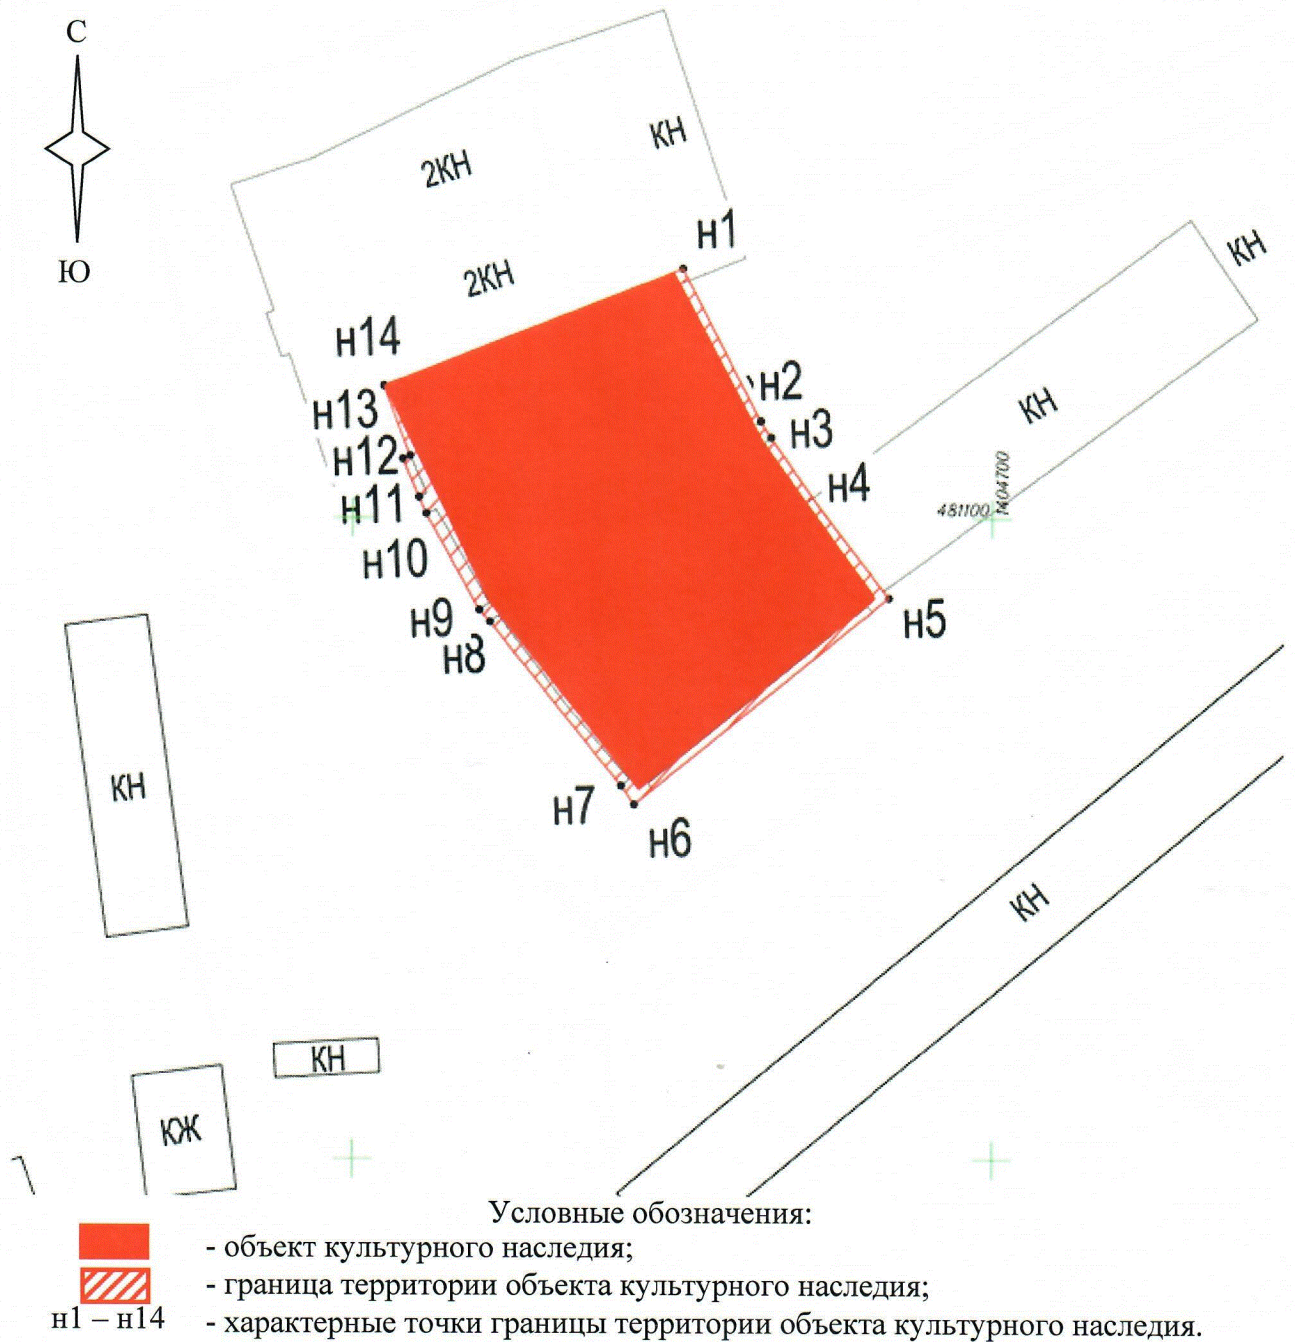 С
Ю
2КН
КН
2КН
н1
н14
н13
н12
н11
н10
н9
н8
н7
н6
н5
н4
н3
н2
КН
КН
481100
1404700
КН
КН
КН
КЖ
Условные обозначения:
- объект культурного наследия;
- граница территории объекта культурного наследия;
н1 – н14 - характерные точки границы территории объекта культурного наследия.